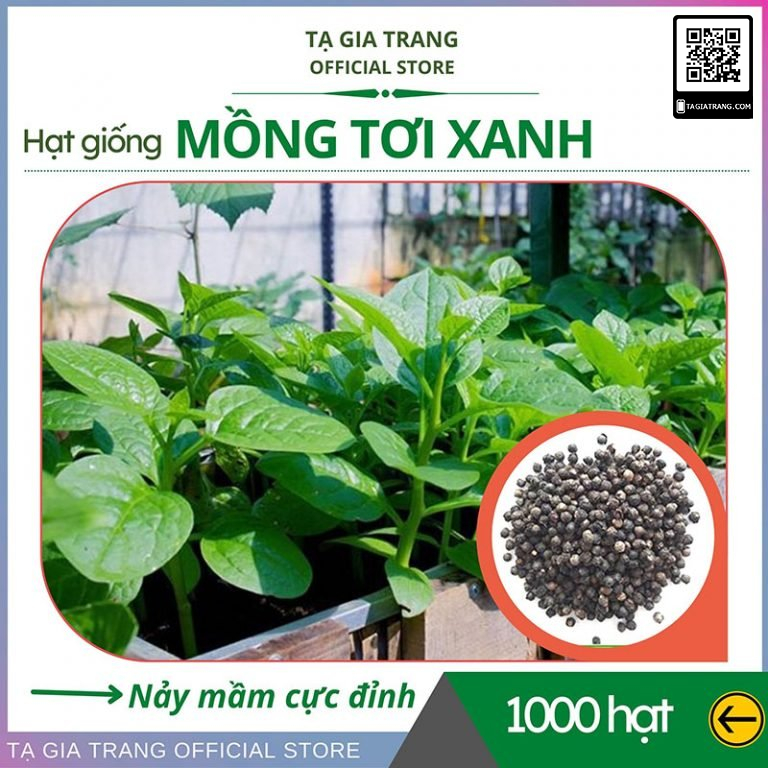 TẠ GIA TRANG
OFFICIAL STORE
TAGIATRANG.COM
Hạt giống MỒNG TƠI XANH
Nảy mầm cực đỉnh
1000 hạt
TẠ GIA TRANG OFFICIAL STORE